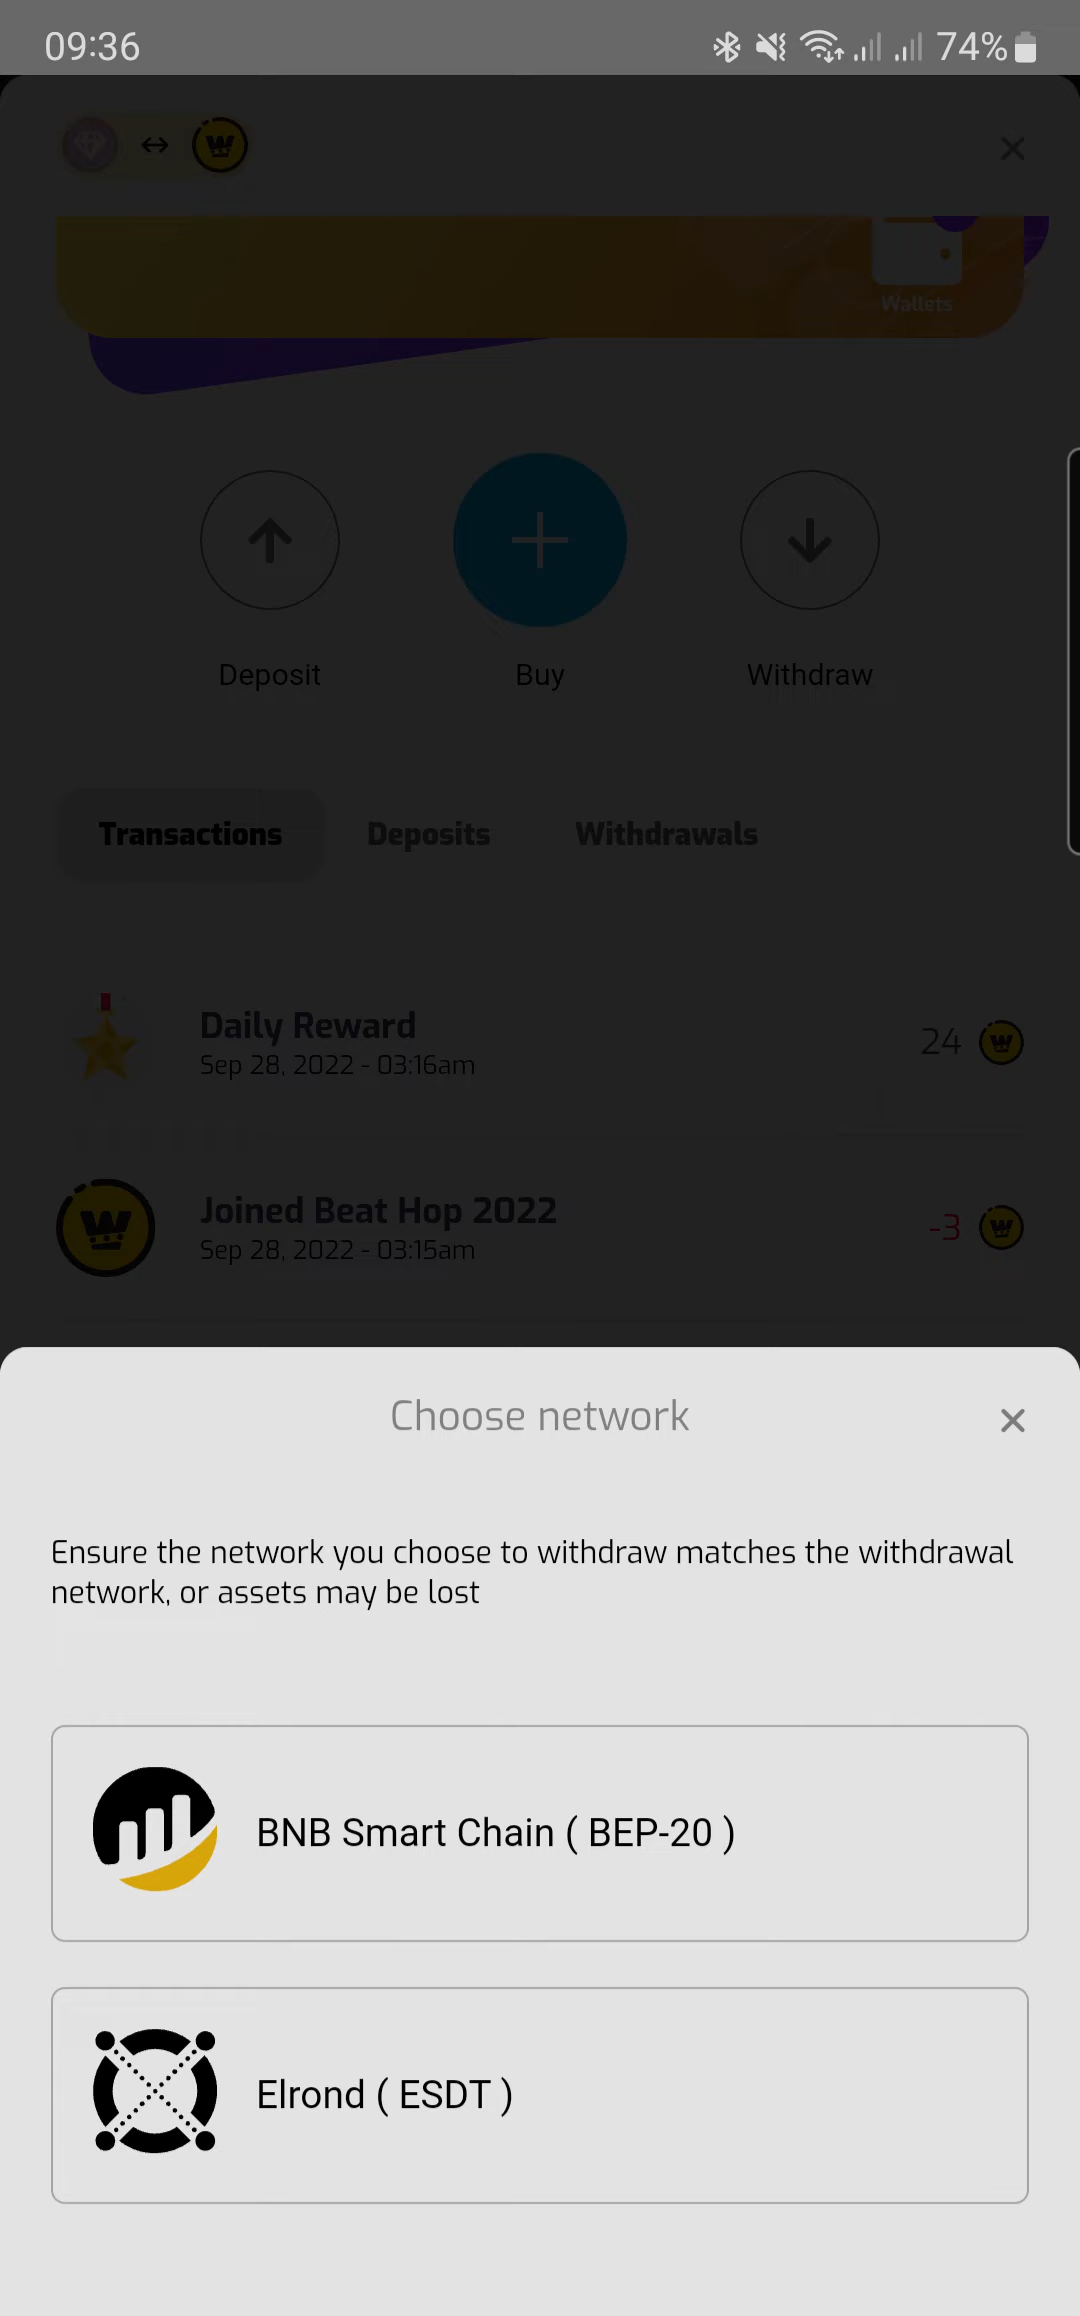 09:36
74%
Wallets
Deposit
Buy
Withdraw
Transactions
Deposits
Withdrawals
Daily Reward
24
Sep 28, 2022 - 03:16am
Joined Beat Hop 2022
-3
Sep 28, 2022 - 03:15am
Choose network
Ensure the network you choose to withdraw matches the withdrawal
network, or assets may be lost
BNB Smart Chain ( BEP-20 )
Elrond ( ESDT )